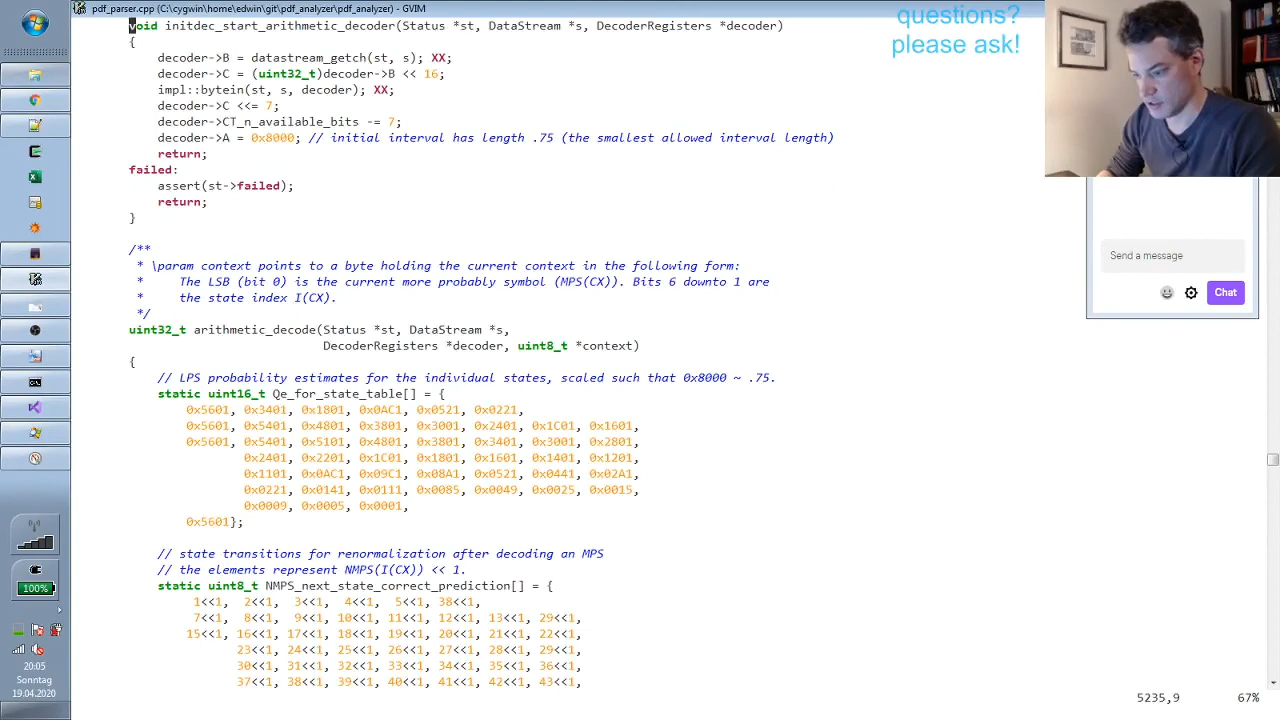 pdf_parser.cpp (C:\cygwin\home\edwin\git\pdf_analyzer\pdf_analyzer) - GVIM
questions?
please ask!
void initdec_start_arithmetic_decoder(Status *st, DataStream *s, DecoderRegisters *decoder)
{
    decoder->B = datastream_getch(st, s); XX;
    decoder->C = (uint32_t)decoder->B << 16;
    impl::bytein(st, s, decoder); XX;
    decoder->C <<= 7;
    decoder->CT_n_available_bits -= 7;
    decoder->A = 0x8000; // initial interval has length .75 (the smallest allowed interval length)
    return;
failed:
    assert(st->failed);
    return;
}
/**
 * \param context points to a byte holding the current context in the following form:
 *     The LSB (bit 0) is the current more probably symbol (MPS(CX)). Bits 6 downto 1 are
 *     the state index I(CX).
 */
uint32_t arithmetic_decode(Status *st, DataStream *s,
                           DecoderRegisters *decoder, uint8_t *context)
{
    // LPS probability estimates for the individual states, scaled such that 0x8000 ~ .75.
    static uint16_t Qe_for_state_table[] = {
        0x5601, 0x3401, 0x1801, 0x0AC1, 0x0521, 0x0221,
        0x5601, 0x5401, 0x4801, 0x3801, 0x3001, 0x2401, 0x1C01, 0x1601,
        0x5601, 0x5401, 0x5101, 0x4801, 0x3801, 0x3401, 0x3001, 0x2801,
                0x2401, 0x2201, 0x1C01, 0x1801, 0x1601, 0x1401, 0x1201,
                0x1101, 0x0AC1, 0x09C1, 0x08A1, 0x0521, 0x0441, 0x02A1,
                0x0221, 0x0141, 0x0111, 0x0085, 0x0049, 0x0025, 0x0015,
                0x0009, 0x0005, 0x0001,
        0x5601};
    // state transitions for renormalization after decoding an MPS
    // the elements represent NMPS(I(CX)) << 1.
    static uint8_t NMPS_next_state_correct_prediction[] = {
         1<<1,  2<<1,  3<<1,  4<<1,  5<<1, 38<<1,
         7<<1,  8<<1,  9<<1, 10<<1, 11<<1, 12<<1, 13<<1, 29<<1,
        15<<1, 16<<1, 17<<1, 18<<1, 19<<1, 20<<1, 21<<1, 22<<1,
               23<<1, 24<<1, 25<<1, 26<<1, 27<<1, 28<<1, 29<<1,
               30<<1, 31<<1, 32<<1, 33<<1, 34<<1, 35<<1, 36<<1,
               37<<1, 38<<1, 39<<1, 40<<1, 41<<1, 42<<1, 43<<1,
5235,9
67%
Send a message
Chat
100%
20:05
Sonntag
19.04.2020